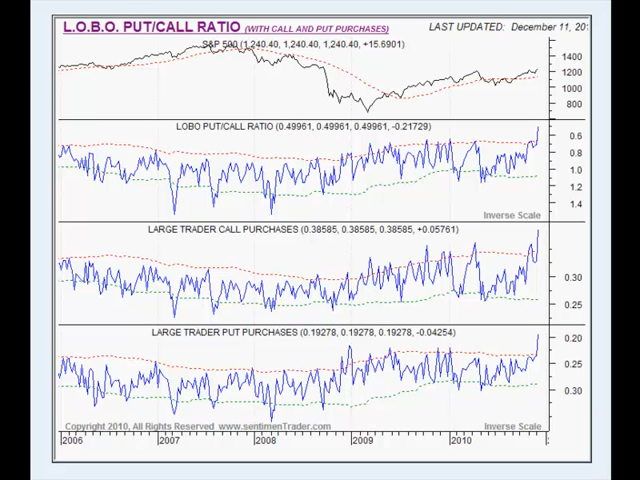 L.O.B.O. PUT/CALL RATIO (WITH CALL AND PUT PURCHASES) LAST UPDATED: December 11, 201
S&P 500 (1,240.40, 1,240.40, 1,240.40, +15.6901)
1400
1200
1000
800
LOBO PUT/CALL RATIO (0.49961, 0.49961, 0.49961, -0.21729)
0.6
0.8
1.0
1.2
1.4
Inverse Scale
LARGE TRADER CALL PURCHASES (0.38585, 0.38585, 0.38585, +0.05761)
0.30
0.25
LARGE TRADER PUT PURCHASES (0.19278, 0.19278, 0.19278, -0.04254)
0.20
0.30
Copyright 2010, All Rights Reserved www.sentimenTrader.com Inverse Scale
2006 2007 2008 2009 2010